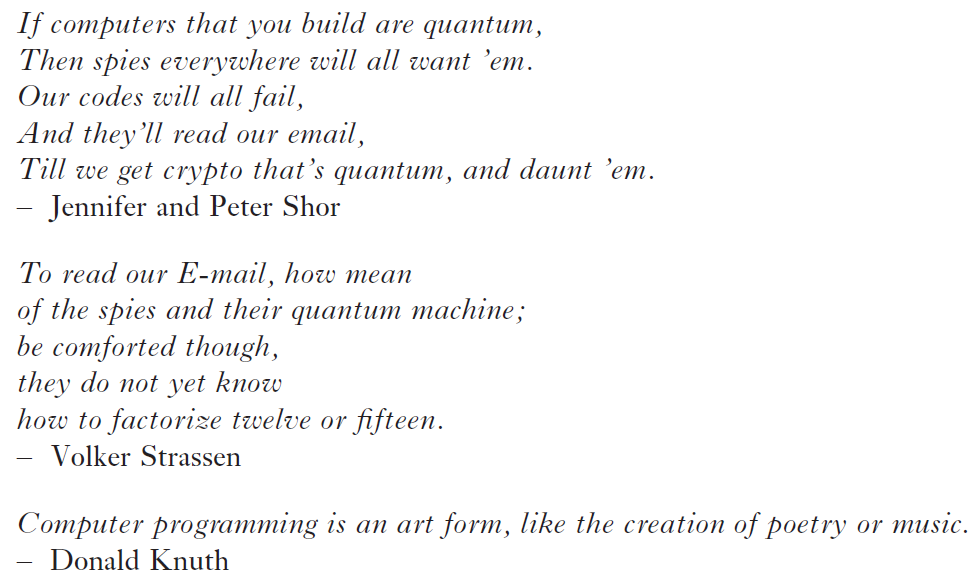 If computers that you build are quantum,
Then spies everywhere will all want ’em.
Our codes will all fail,
And they’ll read our email,
Till we get crypto that’s quantum, and daunt ’em.
– Jennifer and Peter Shor
To read our E-mail, how mean
of the spies and their quantum machine;
be comforted though,
they do not yet know
how to factorize twelve or fifteen.
– Volker Strassen
Computer programming is an art form, like the creation of poetry or music.
– Donald Knuth